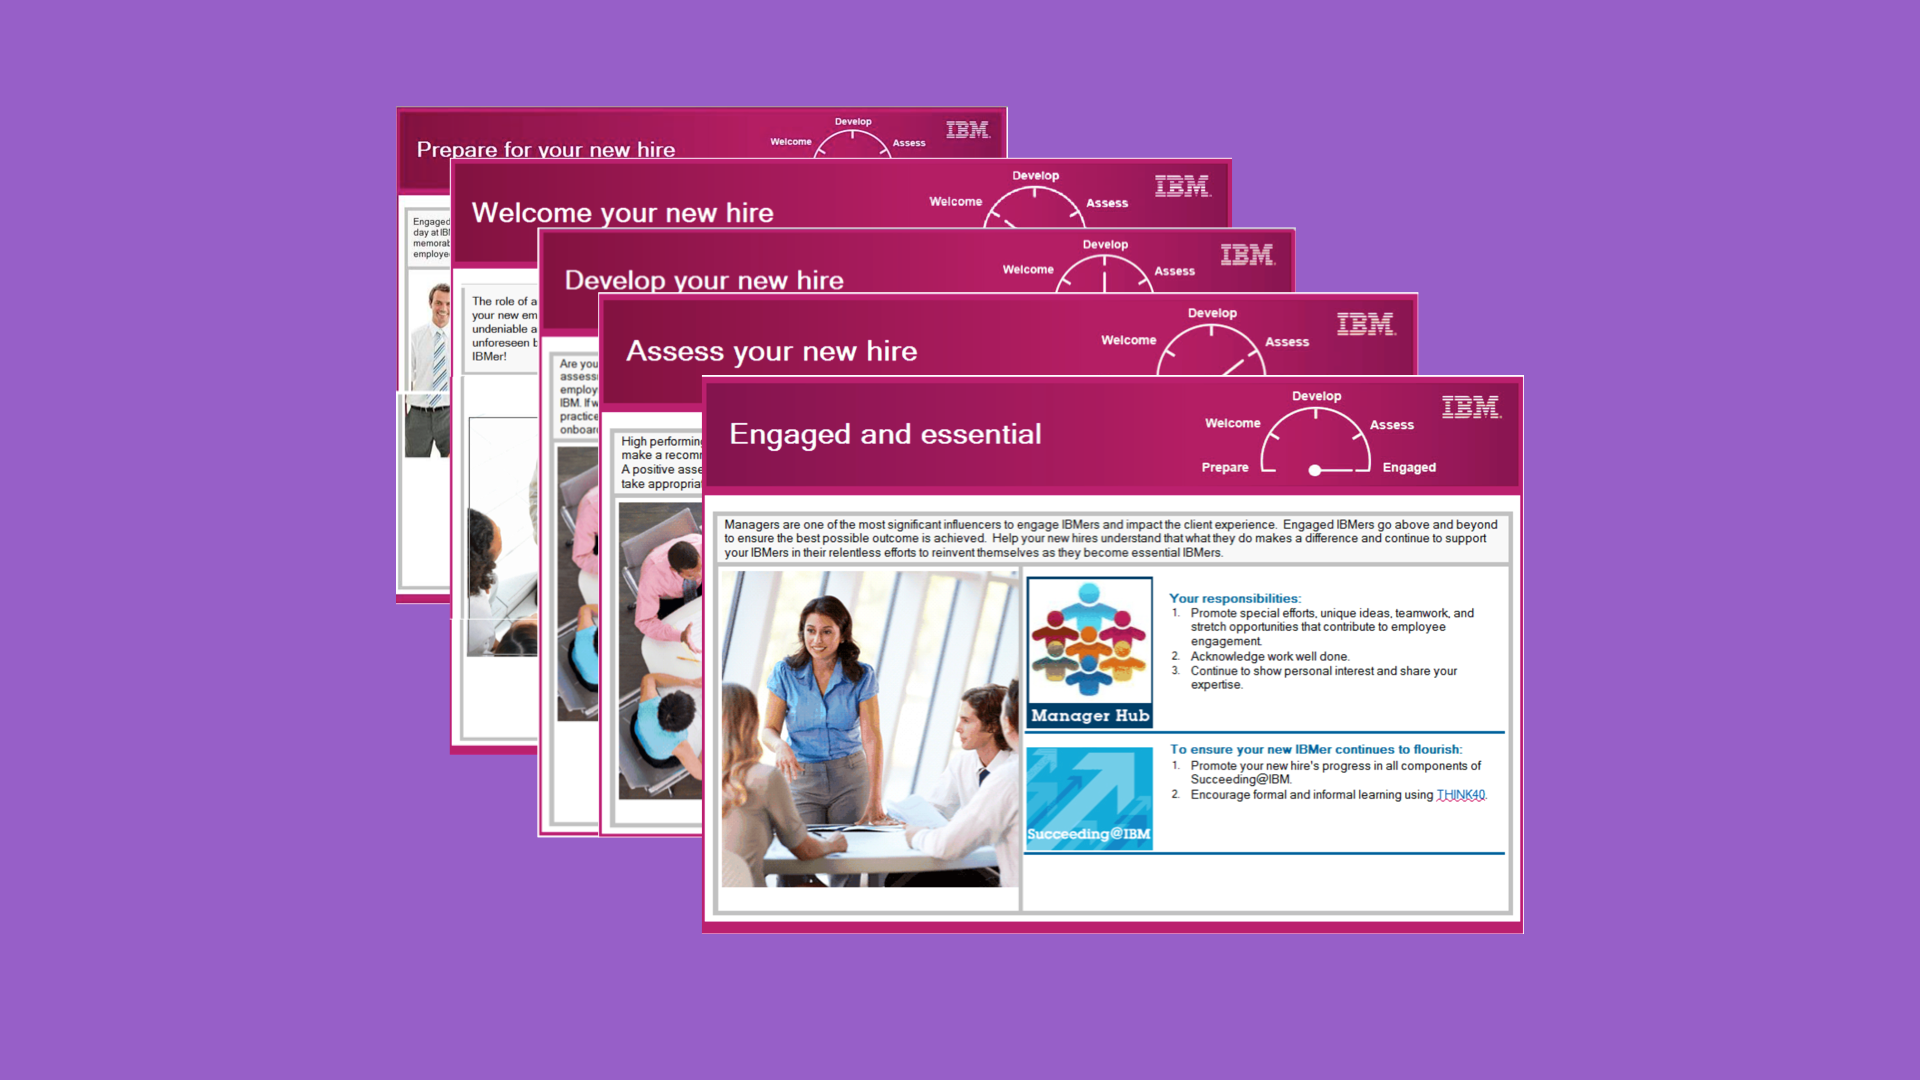 Prepare for your new hire
Develop
Welcome
Assess
IBM
Engaged
day at IB
memora
employe
Welcome your new hire
Develop
Welcome
Assess
IBM
The role of a
your new em
undeniable a
unforeseen
IBMer!
Develop your new hire
Develop
Welcome
Assess
IBM
Are you
assess
employ
IBM. If w
practice
onboar
Assess your new hire
Develop
Welcome
Assess
IBM
High performing
make a recom
A positive asse
take appropria
Engaged and essential
Develop
Welcome
Assess
Prepare
Engaged
IBM
Managers are one of the most significant influencers to engage IBMers and impact the client experience. Engaged IBMers go above and beyond
to ensure the best possible outcome is achieved. Help your new hires understand that what they do makes a difference and continue to support
your IBMers in their relentless efforts to reinvent themselves as they become essential IBMers.
Manager Hub
Your responsibilities:
1. Promote special efforts, unique ideas, teamwork, and
stretch opportunities that contribute to employee
engagement.
2. Acknowledge work well done.
3. Continue to show personal interest and share your
expertise.
Succeeding@IBM
To ensure your new IBMer continues to flourish:
1. Promote your new hire's progress in all components of
Succeeding@IBM.
2. Encourage formal and informal learning using THINK40.